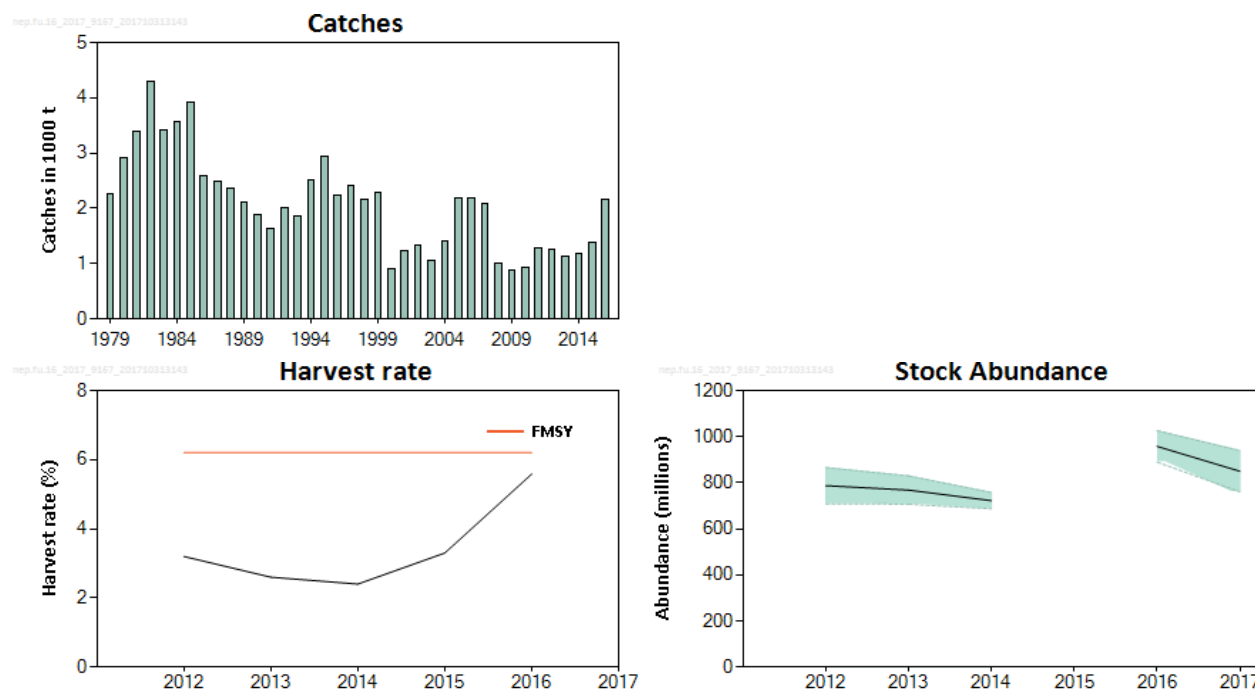 nep.fu.16_2017_9167_201710313143
Catches
5
4
3
2
1
0
Catches in 1000 t
1979 1984 1989 1994 1999 2004 2009 2014
nep.fu.16_2017_9167_201710313143
Harvest rate
8
6
4
2
0
Harvest rate (%)
FMSY
2012 2013 2014 2015 2016 2017
nep.fu.16_2017_9167_201710313143
Stock Abundance
1200
1000
800
600
400
200
0
Abundance (millions)
2012 2013 2014 2015 2016 2017